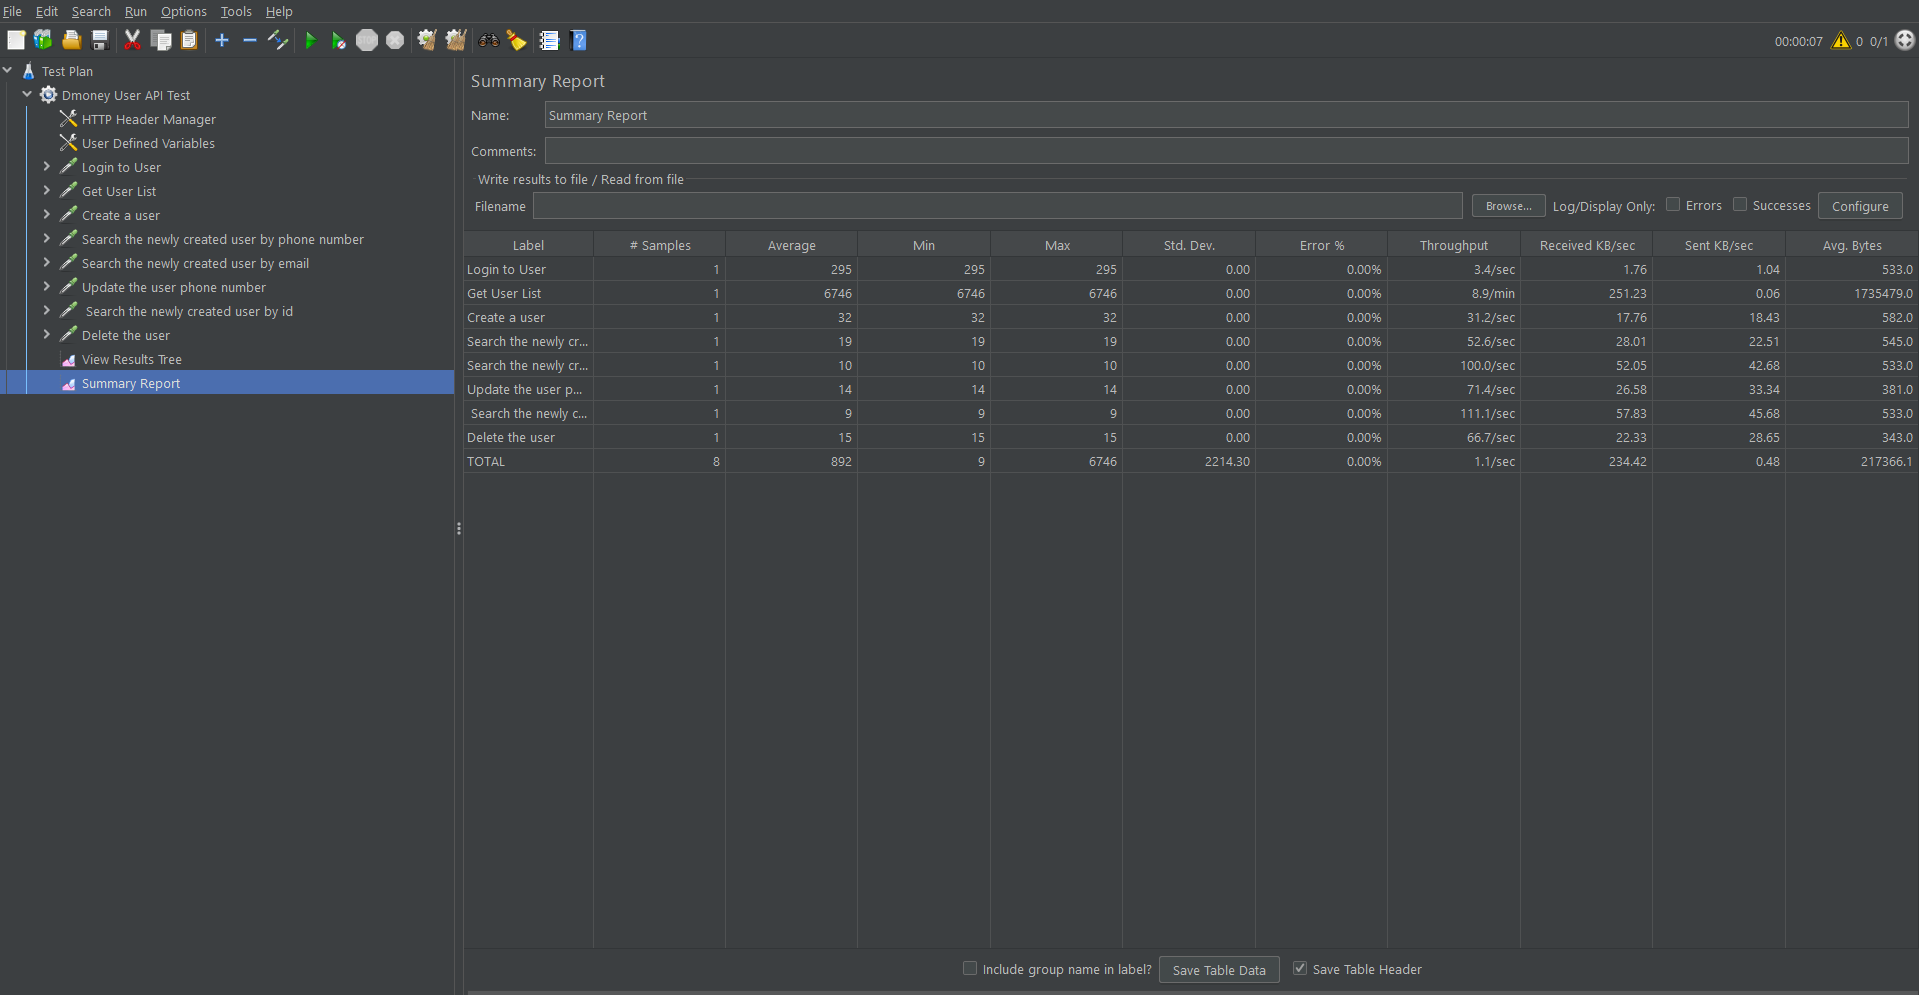 File Edit Search Run Options Tools Help
STOP 00:00:07 0 0/1
Test Plan
Dmoney User API Test
HTTP Header Manager
User Defined Variables
Login to User
Get User List
Create a user
Search the newly created user by phone number
Search the newly created user by email
Update the user phone number
Search the newly created user by id
Delete the user
View Results Tree
Summary Report
Summary Report
Name: Summary Report
Comments:
Write results to file / Read from file
Filename Browse... Log/Display Only: Errors Successes Configure
Label # Samples Average Min Max Std. Dev. Error % Throughput Received KB/sec Sent KB/sec Avg. Bytes
Login to User 1 295 295 295 0.00 0.00% 3.4/sec 1.76 1.04 533.0
Get User List 1 6746 6746 6746 0.00 0.00% 8.9/min 251.23 0.06 1735479.0
Create a user 1 32 32 32 0.00 0.00% 31.2/sec 17.76 18.43 582.0
Search the newly cr... 1 19 19 19 0.00 0.00% 52.6/sec 28.01 22.51 545.0
Search the newly cr... 1 10 10 10 0.00 0.00% 100.0/sec 52.05 42.68 533.0
Update the user p... 1 14 14 14 0.00 0.00% 71.4/sec 26.58 33.34 381.0
Search the newly c... 1 9 9 9 0.00 0.00% 111.1/sec 57.83 45.68 533.0
Delete the user 1 15 15 15 0.00 0.00% 66.7/sec 22.33 28.65 343.0
TOTAL 8 892 9 6746 2214.30 0.00% 1.1/sec 234.42 0.48 217366.1
Include group name in label? Save Table Data Save Table Header